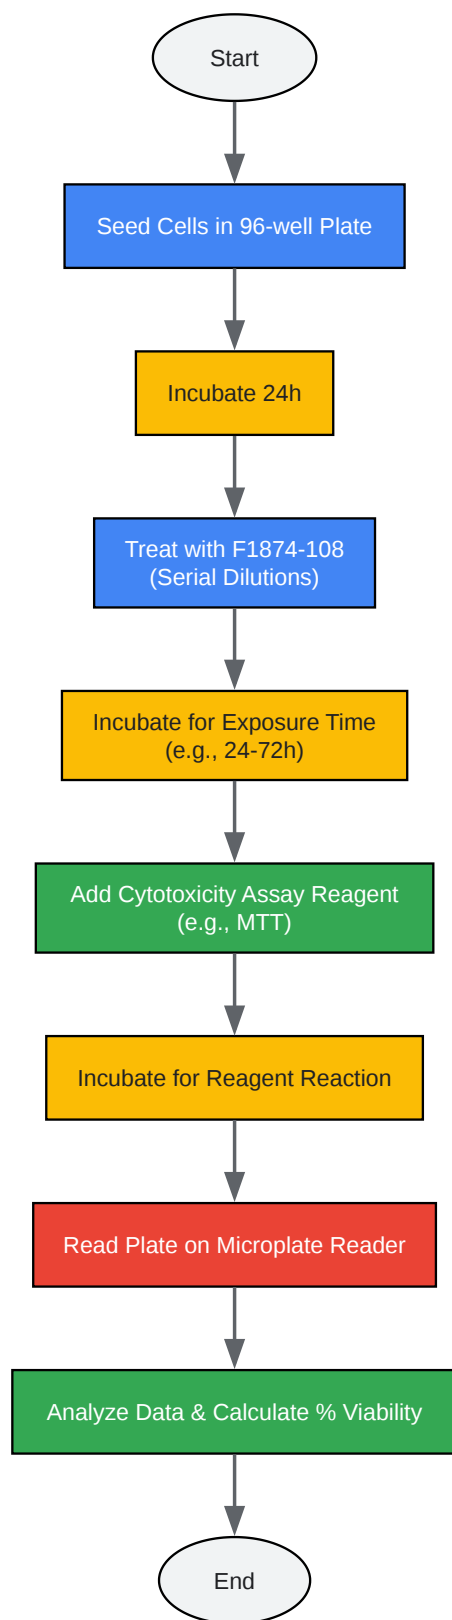 Start
Seed Cells in 96-well Plate
Incubate 24h
Treat with F1874-108
(Serial Dilutions)
Incubate for Exposure Time
(e.g., 24-72h)
Add Cytotoxicity Assay Reagent
(e.g., MTT)
Incubate for Reagent Reaction
Read Plate on Microplate Reader
Analyze Data & Calculate % Viability
End